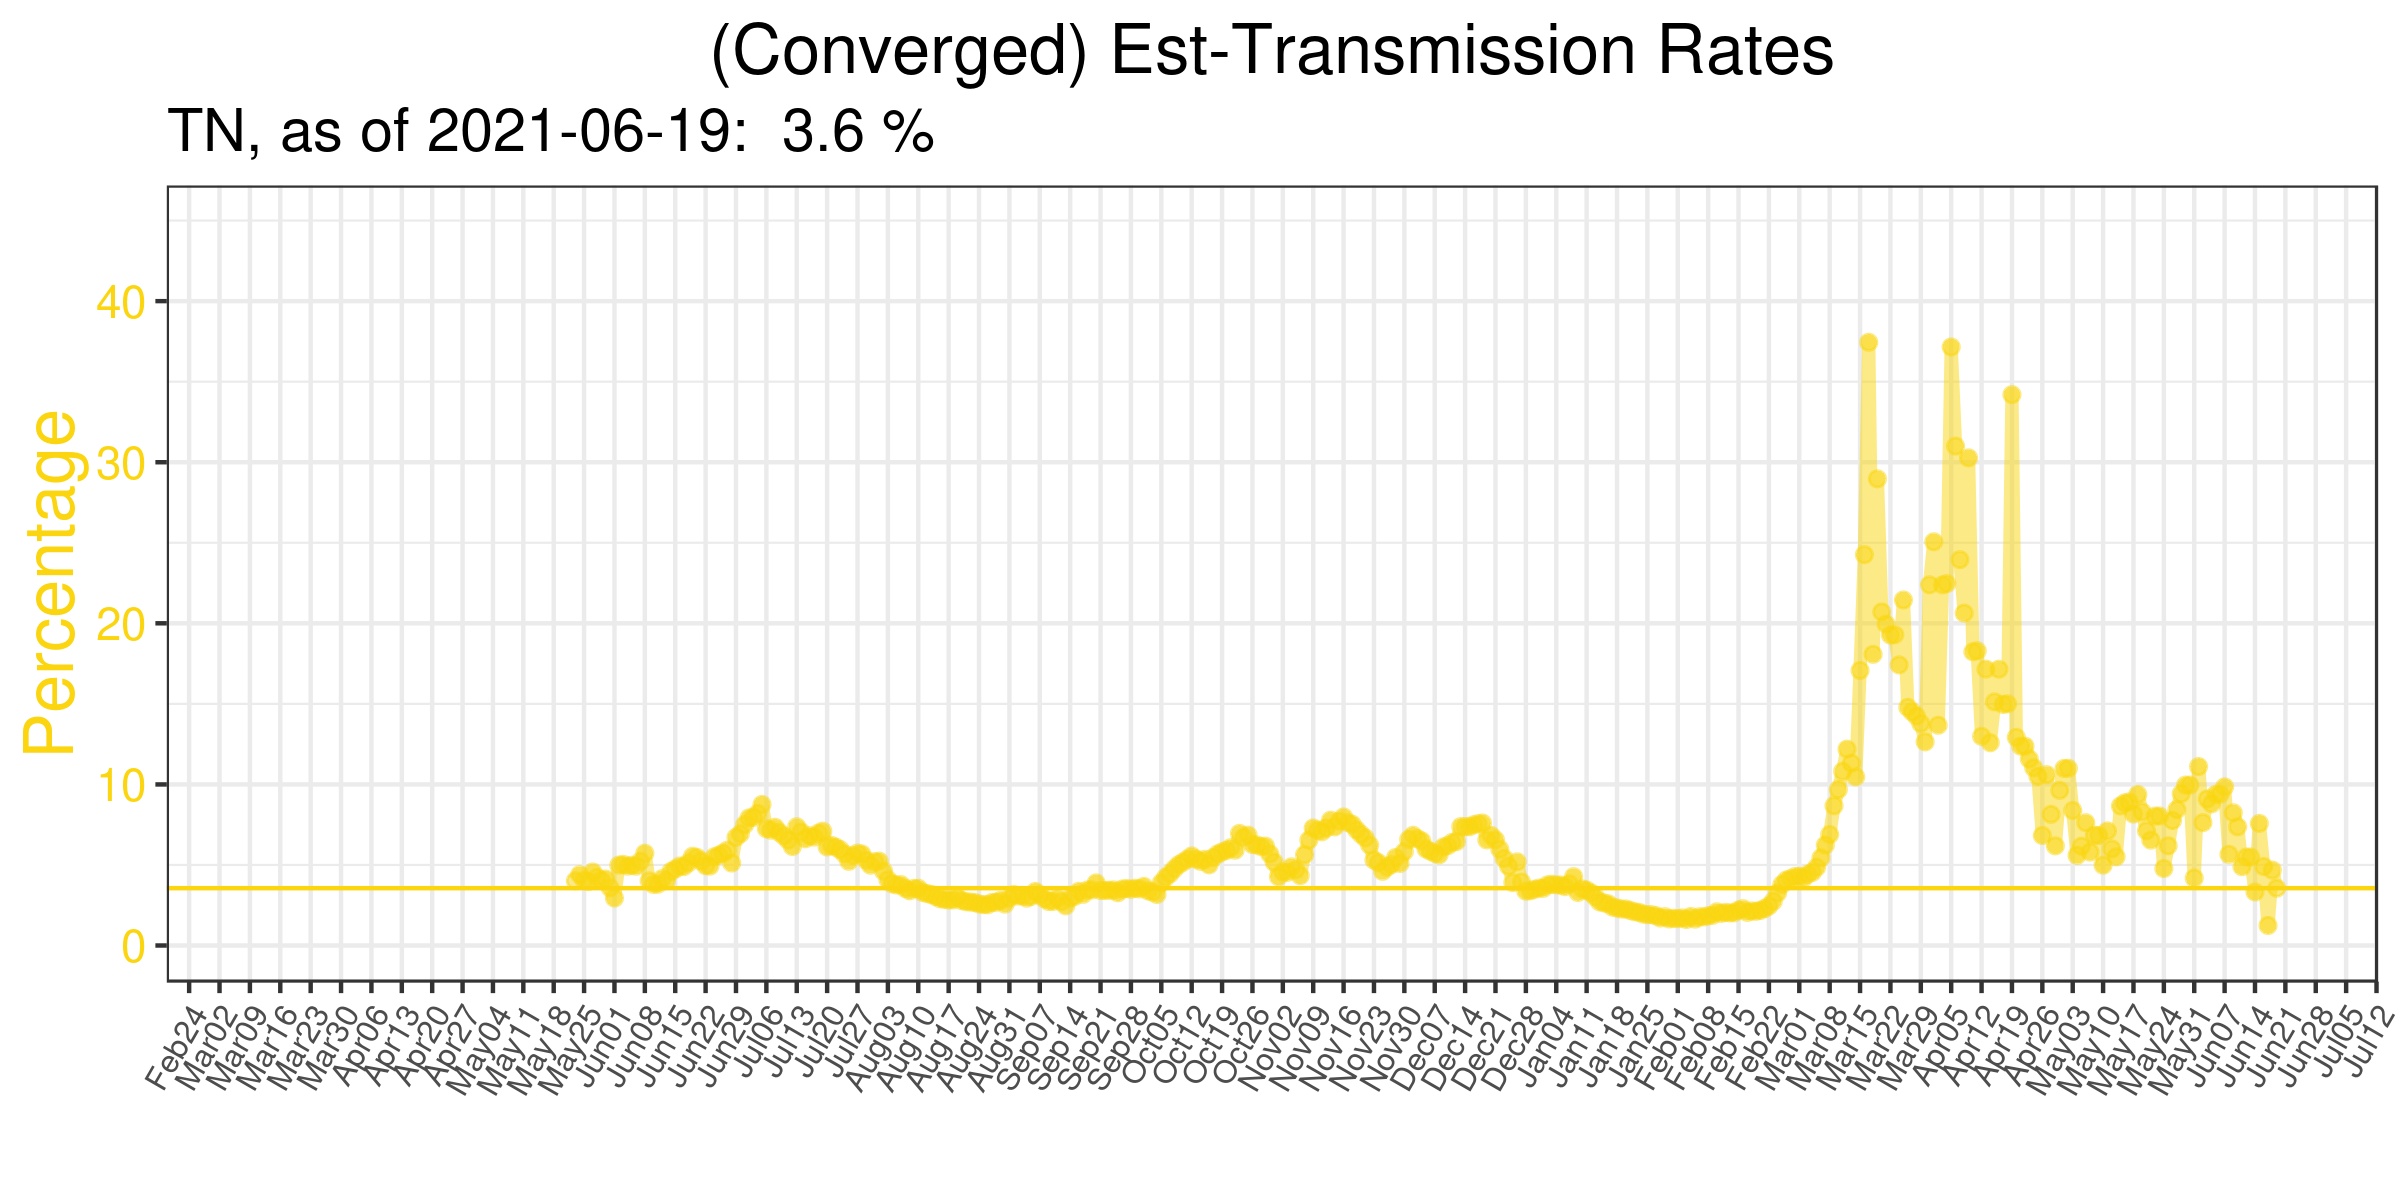 (Converged) Est-Transmission Rates
TN, as of 2021-06-19: 3.6 %
Percentage
40
30
20
10
0
Feb24
Mar02
Mar09
Mar16
Mar23
Mar30
Apr06
Apr13
Apr20
Apr27
May04
May11
May18
May25
Jun01
Jun08
Jun15
Jun22
Jun29
Jul06
Jul13
Jul20
Jul27
Aug03
Aug10
Aug17
Aug24
Aug31
Sep07
Sep14
Sep21
Sep28
Oct05
Oct12
Oct19
Oct26
Nov02
Nov09
Nov16
Nov23
Nov30
Dec07
Dec14
Dec21
Dec28
Jan04
Jan11
Jan18
Jan25
Feb01
Feb08
Feb15
Feb22
Mar01
Mar08
Mar15
Mar22
Mar29
Apr05
Apr12
Apr19
Apr26
May03
May10
May17
May24
May31
Jun07
Jun14
Jun21
Jun28
Jul05
Jul12